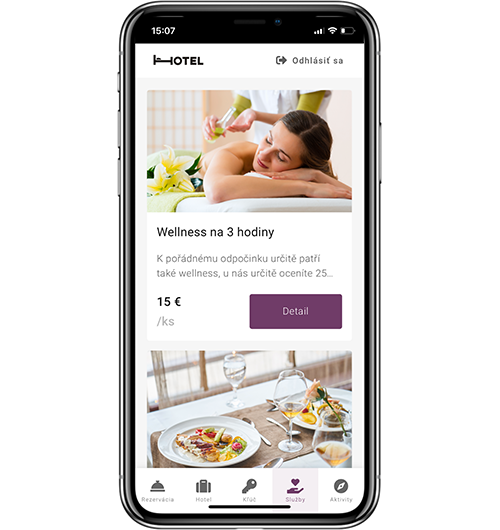 15:07
HOTEL
Odhlásiť sa
Wellness na 3 hodiny
K pořádnému odpočinku určitě patří
také wellness, u nás určitě oceníte 25...
15 €
/ks
Detail
Rezervácia
Hotel
Kľúč
Služby
Aktivity